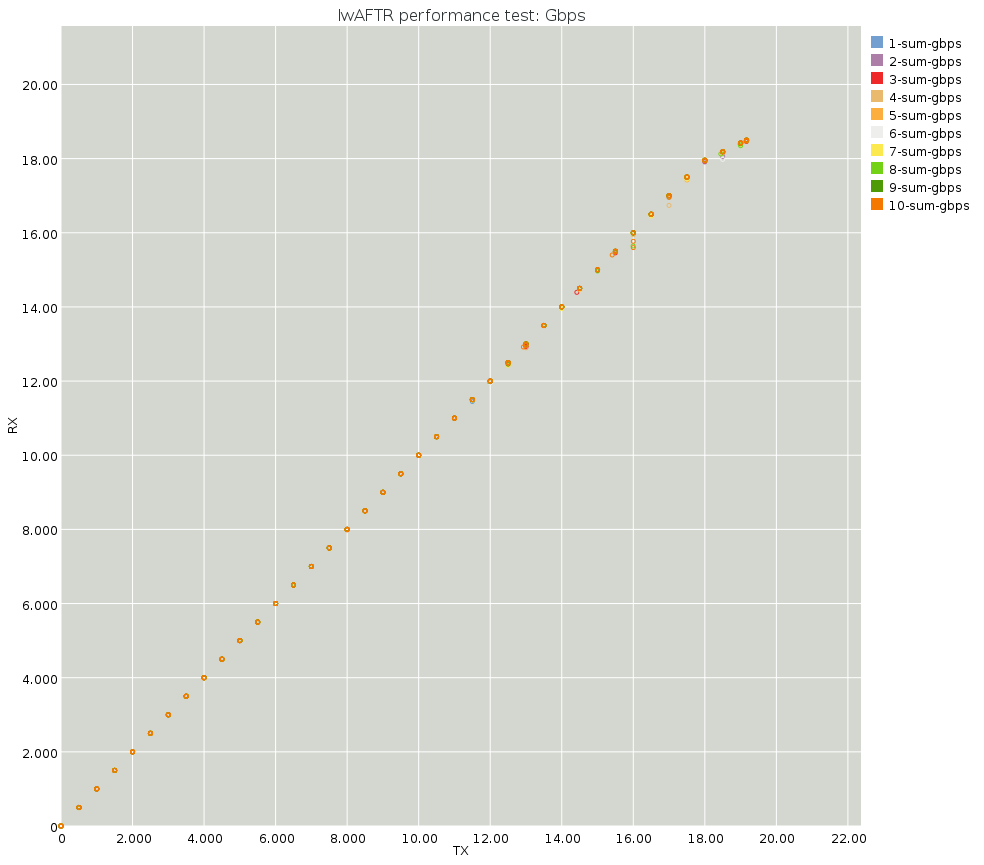 lwAFTR performance test: Gbps
1-sum-gbps
2-sum-gbps
3-sum-gbps
4-sum-gbps
5-sum-gbps
6-sum-gbps
7-sum-gbps
8-sum-gbps
9-sum-gbps
10-sum-gbps
20.00
18.00
16.00
14.00
12.00
RX
10.00
8.000
6.000
4.000
2.000
0
0 2.000 4.000 6.000 8.000 10.00 12.00 14.00 16.00 18.00 20.00 22.00
TX